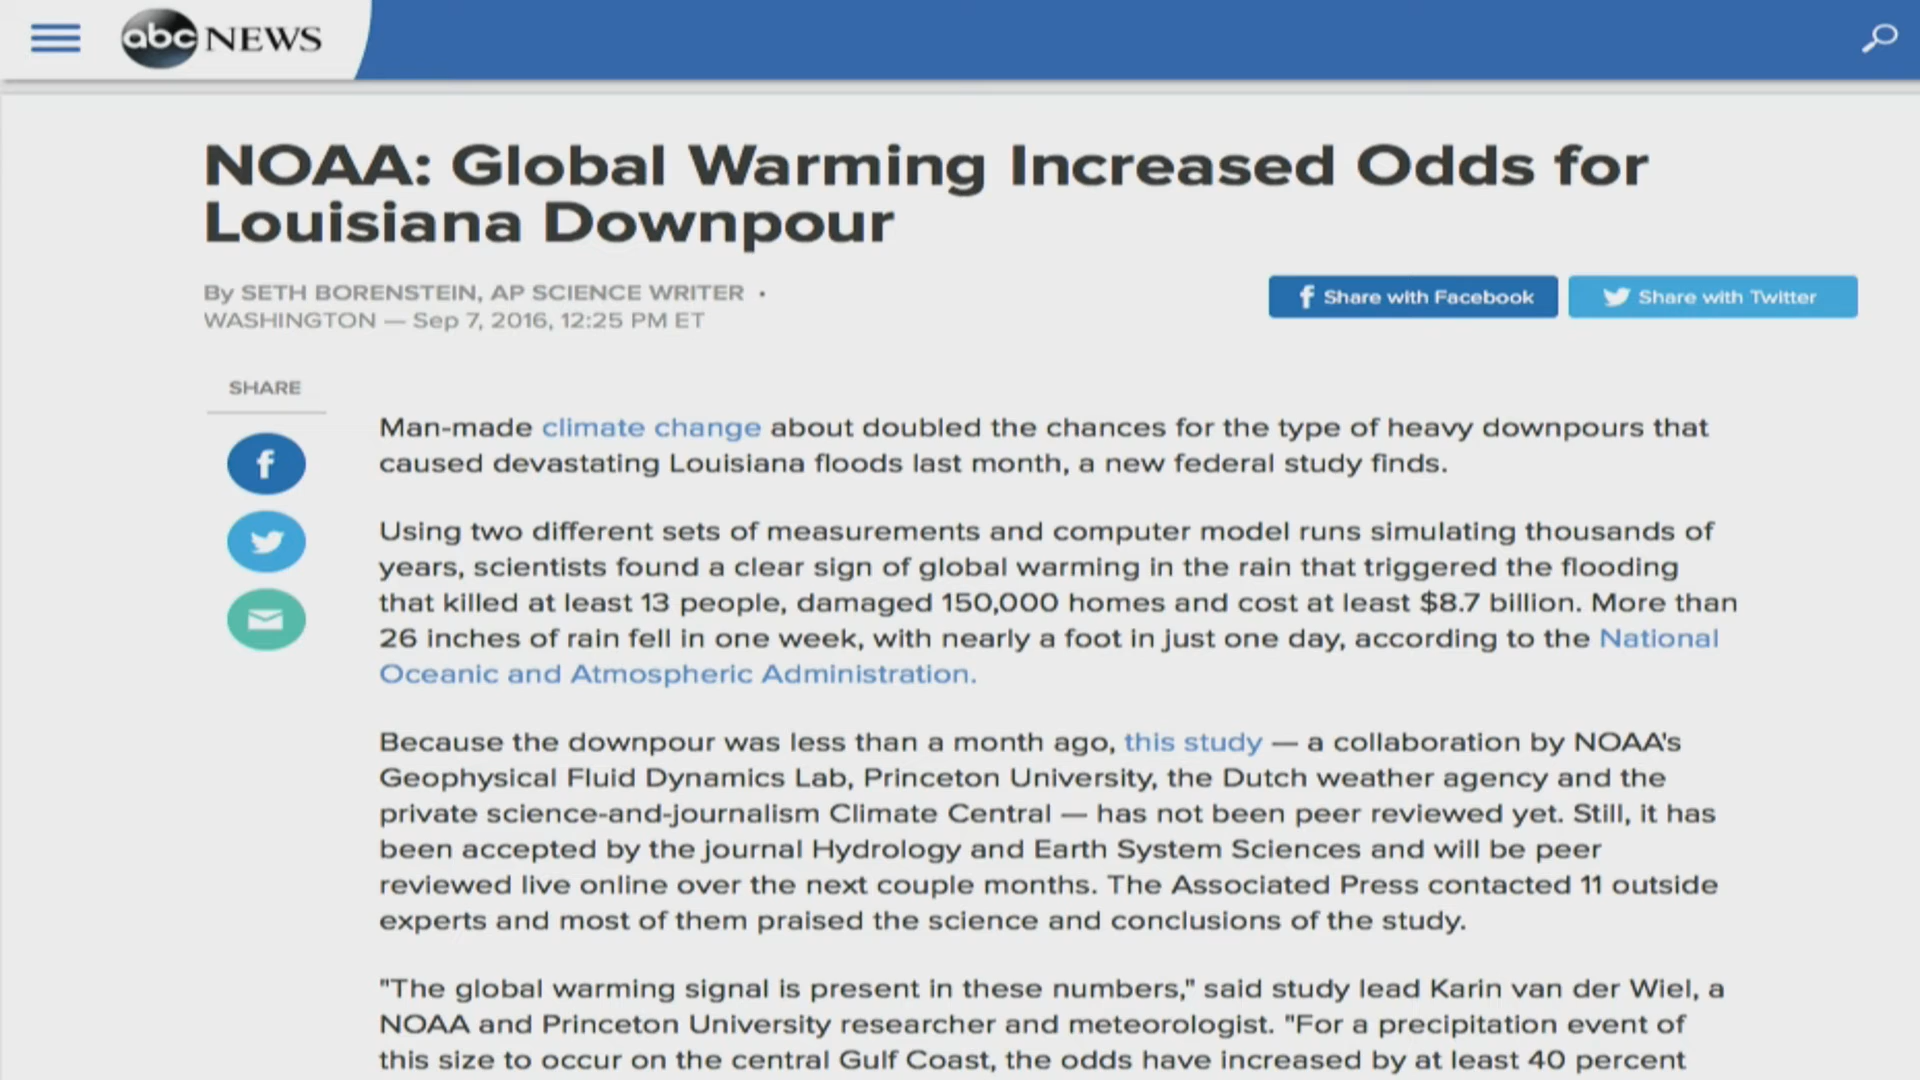 abc NEWS
NOAA: Global Warming Increased Odds for
Louisiana Downpour
By SETH BORENSTEIN, AP SCIENCE WRITER •
WASHINGTON — Sep 7, 2016, 12:25 PM ET
f Share with Facebook
Share with Twitter
SHARE
f
Man-made climate change about doubled the chances for the type of heavy downpours that
caused devastating Louisiana floods last month, a new federal study finds.
Using two different sets of measurements and computer model runs simulating thousands of
years, scientists found a clear sign of global warming in the rain that triggered the flooding
that killed at least 13 people, damaged 150,000 homes and cost at least $8.7 billion. More than
26 inches of rain fell in one week, with nearly a foot in just one day, according to the National
Oceanic and Atmospheric Administration.
Because the downpour was less than a month ago, this study — a collaboration by NOAA's
Geophysical Fluid Dynamics Lab, Princeton University, the Dutch weather agency and the
private science-and-journalism Climate Central — has not been peer reviewed yet. Still, it has
been accepted by the journal Hydrology and Earth System Sciences and will be peer
reviewed live online over the next couple months. The Associated Press contacted 11 outside
experts and most of them praised the science and conclusions of the study.
"The global warming signal is present in these numbers," said study lead Karin van der Wiel, a
NOAA and Princeton University researcher and meteorologist. "For a precipitation event of
this size to occur on the central Gulf Coast, the odds have increased by at least 40 percent